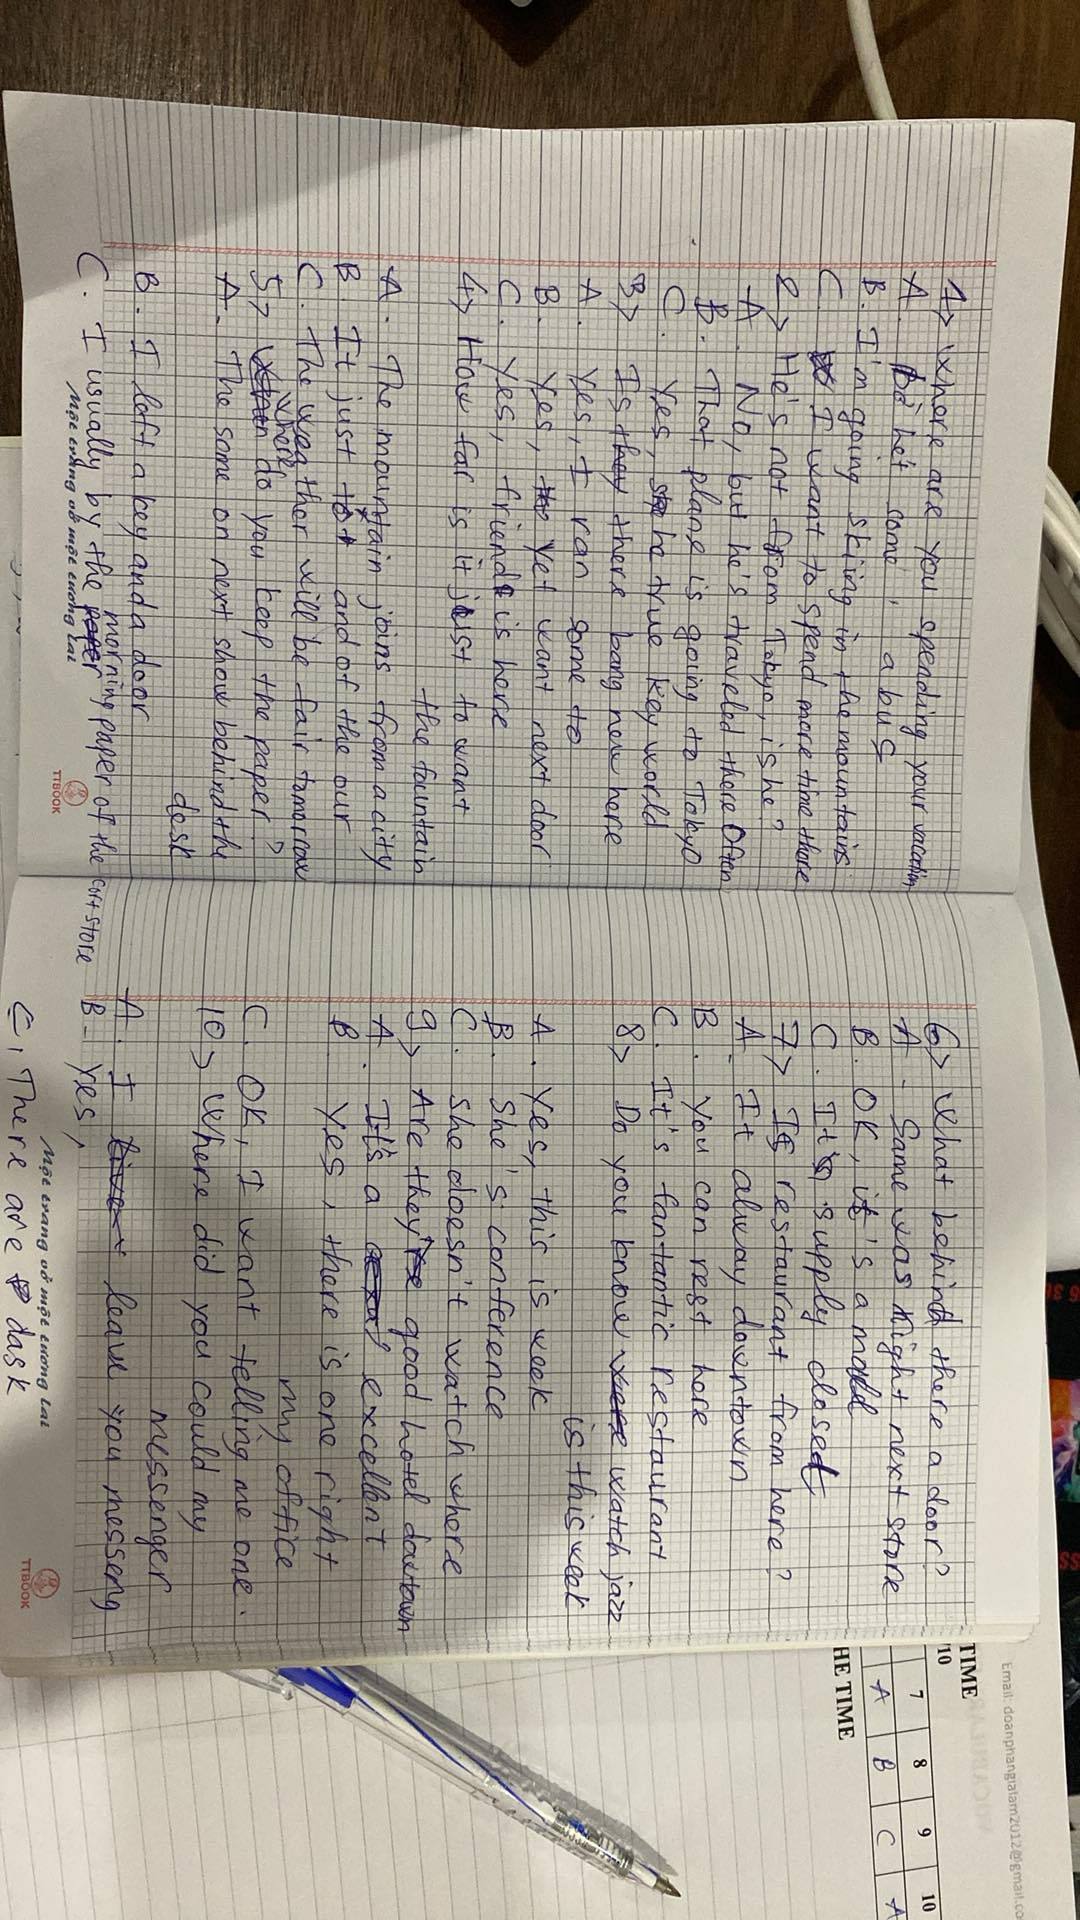 1> Where are you spending your vacation
A. het some a bus
B. I'm going skiing in the mountains
C. I want to spend more time there
2> He's not from Tokyo, is he?
A. No, but he's traveled there often
B. That plane is going to Tokyo
C. Yes, he true key world
3> Is there bang new here
A. Yes, I ran some to
B. Yes, yet want next door
C. Yes, friend is here
4> How far is it just to want
the fountain
A. The mountain joins from a city
B. It just to and of the our
C. The weather will be fair tomorrow
5> where do you keep the paper?
A. The some on next show behind the
desk
B. I left a key and a door
C. I usually by the morning paper of the cort store
Một trang vở một tương lai
TTBOOK
6> What behind there a door?
A. Same was night next store
B. OK, it's a mall
C. It's supply closet
7> Is restaurant from here?
A. It alway downtown
B. You can rest here
C. It's fantantic restaurant
8> Do you know watch jazz
is this week
A. Yes, this is week
B. She's conference
C. She doesn't watch where
9> Are they good hotel dowtown
A. It's a excellent
B. Yes, there is one right
my office
C. OK, I want telling me one.
10> Where did you could my
messenger
A. I leave you messeng
B. Yes,
Một trang vở một tương lai
TTBOOK
C. There are dask
Email: doanphangialam2012@gmail.co
TIME
/10
7 8 9 10
A B C A
HE TIME